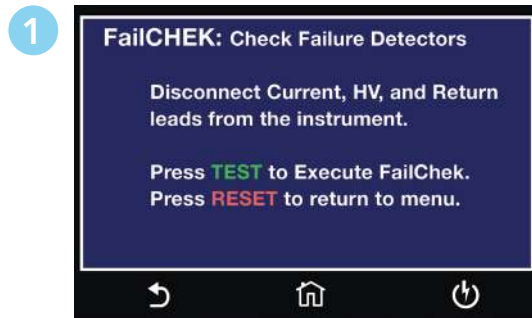 1
FailCHEK: Check Failure Detectors
Disconnect Current, HV, and Return
leads from the instrument.
Press TEST to Execute FailChek.
Press RESET to return to menu.